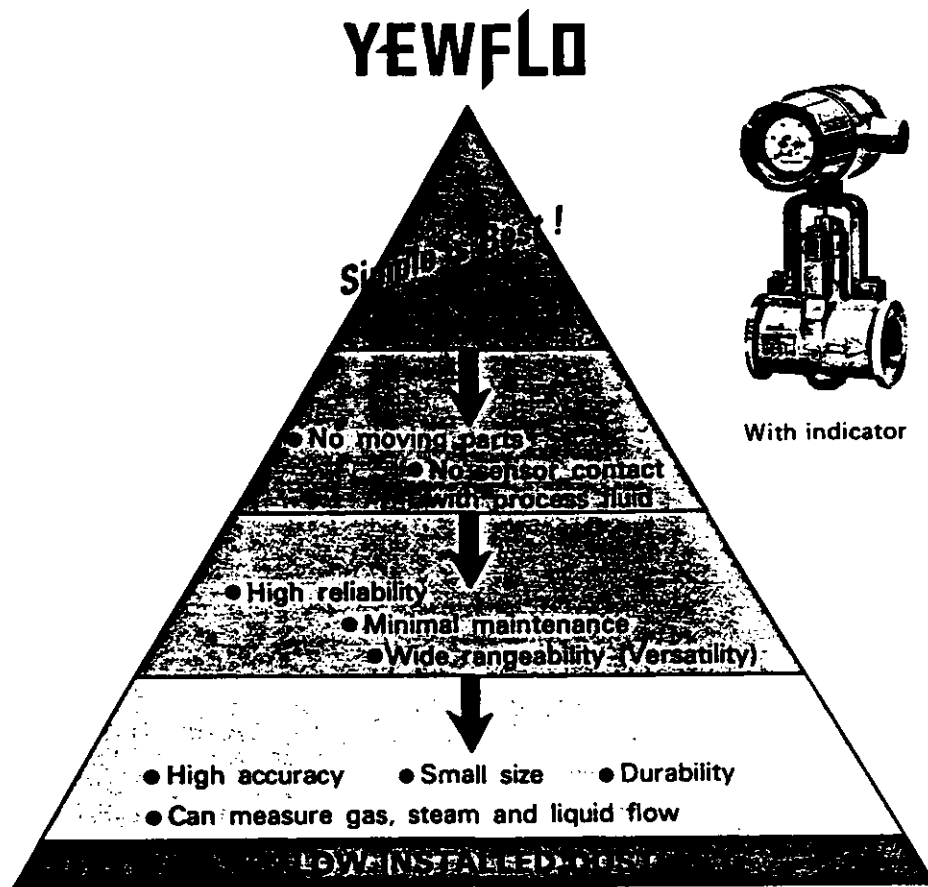 YEWFLO
Simple is Best!
● No moving parts
● No sensor contact
with process fluid
With indicator
● High reliability
● Minimal maintenance
● Wide rangeability (Versatility)
● High accuracy ● Small size ● Durability
● Can measure gas, steam and liquid flow
LOW INSTALLED COST